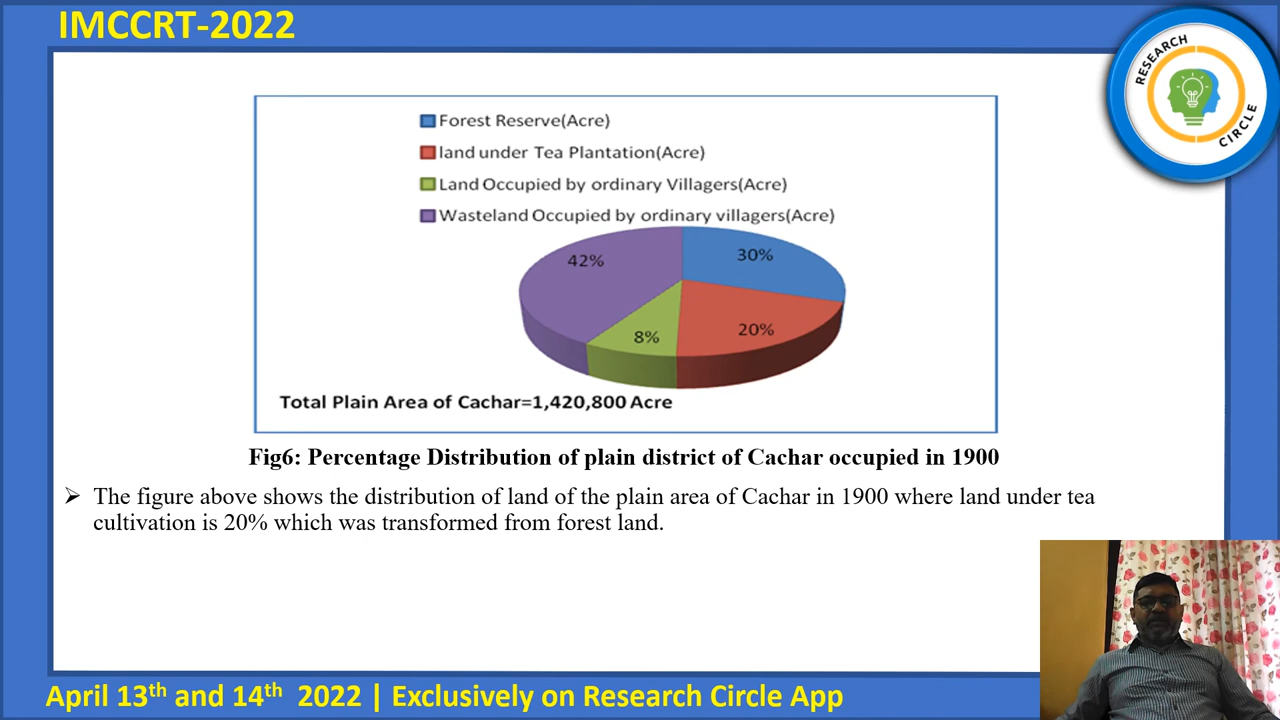 IMCCRT-2022
RESEARCH
CIRCLE
Forest Reserve(Acre)
land under Tea Plantation(Acre)
Land Occupied by ordinary Villagers(Acre)
Wasteland Occupied by ordinary villagers(Acre)
42%
30%
8%
20%
Total Plain Area of Cachar=1,420,800 Acre
Fig6: Percentage Distribution of plain district of Cachar occupied in 1900
➢ The figure above shows the distribution of land of the plain area of Cachar in 1900 where land under tea
cultivation is 20% which was transformed from forest land.
April 13th and 14th 2022 | Exclusively on Research Circle App